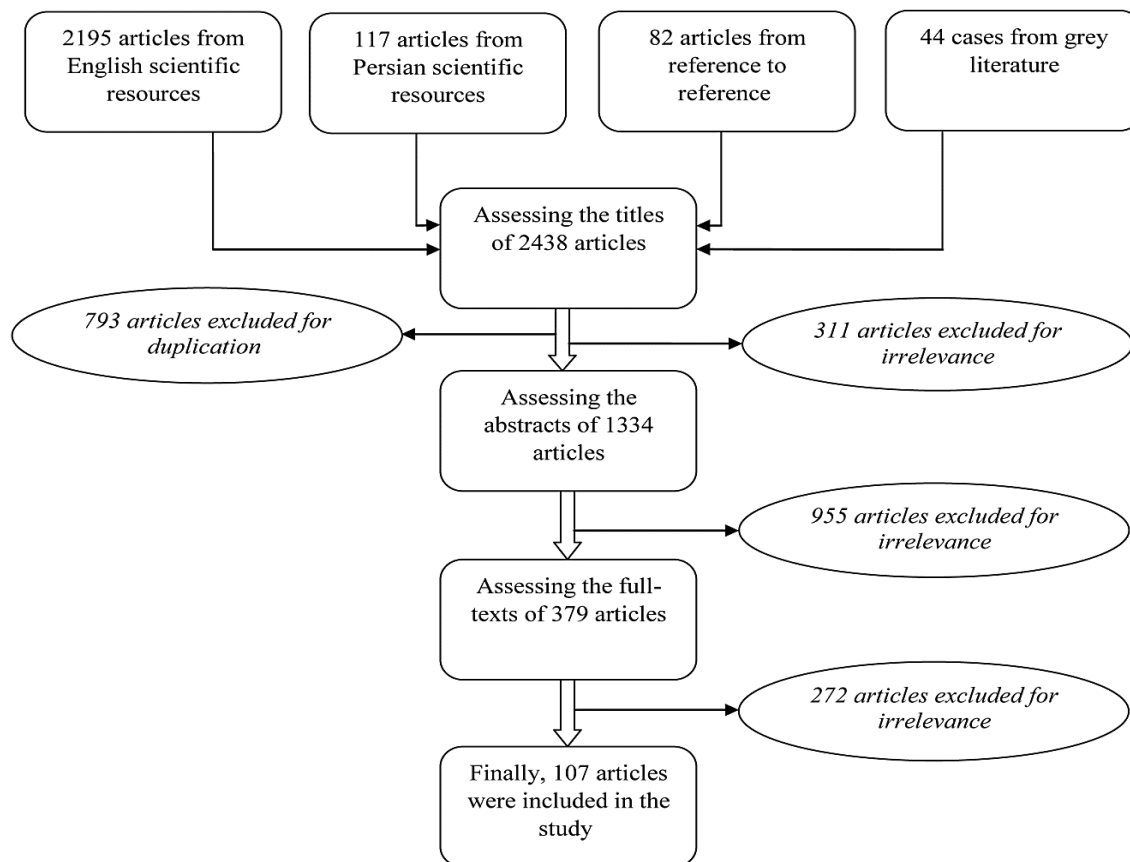 2195 articles from
English scientific
resources
117 articles from
Persian scientific
resources
82 articles from
reference to
reference
44 cases from grey
literature
Assessing the titles
of 2438 articles
793 articles excluded for
duplication
311 articles excluded for
irrelevance
Assessing the
abstracts of 1334
articles
955 articles excluded for
irrelevance
Assessing the full-
texts of 379 articles
272 articles excluded for
irrelevance
Finally, 107 articles
were included in the
study